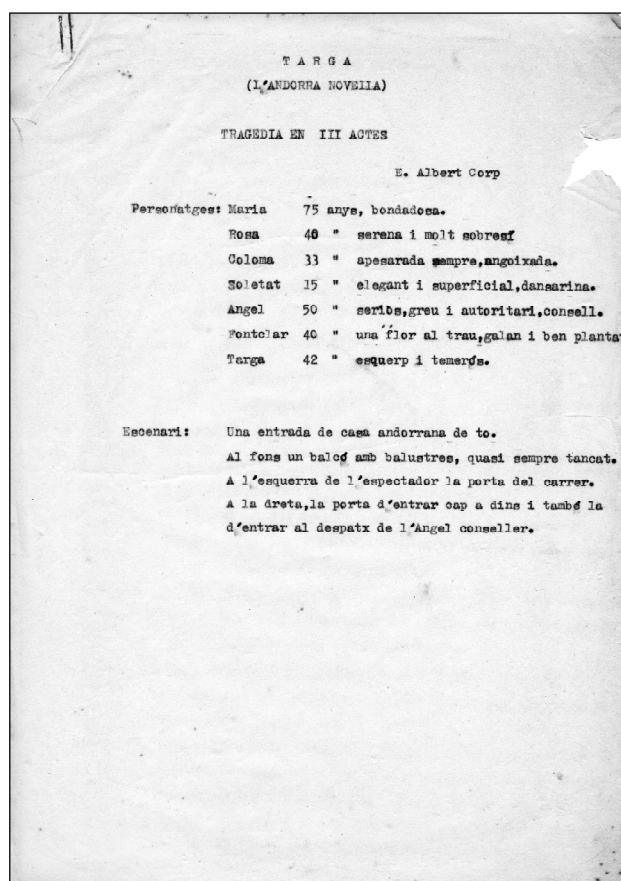 T A R G A
(L'ANDORRA NOVELLA)
TRAGEDIA EN III ACTES
E. Albert Corp
Personatges: Maria 75 anys, bondadosa.
Rosa 40 " serena i molt sobresí
Coloma 33 " apesarada sempre,angoixada.
Soletat 15 " elegant i superficial,dansarina.
Angel 50 " seriós,greu i autoritari,consell.
Fontclar 40 " una flor al trau,galan i ben planta
Targa 42 " esquerp i temerós.
Escenari: Una entrada de casa andorrana de to.
Al fons un balcó amb balustres, quasi sempre tancat.
A l'esquerra de l'espectador la porta del carrer.
A la dreta,la porta d'entrar cap a dins i també la
d'entrar al despatx de l'Angel conseller.